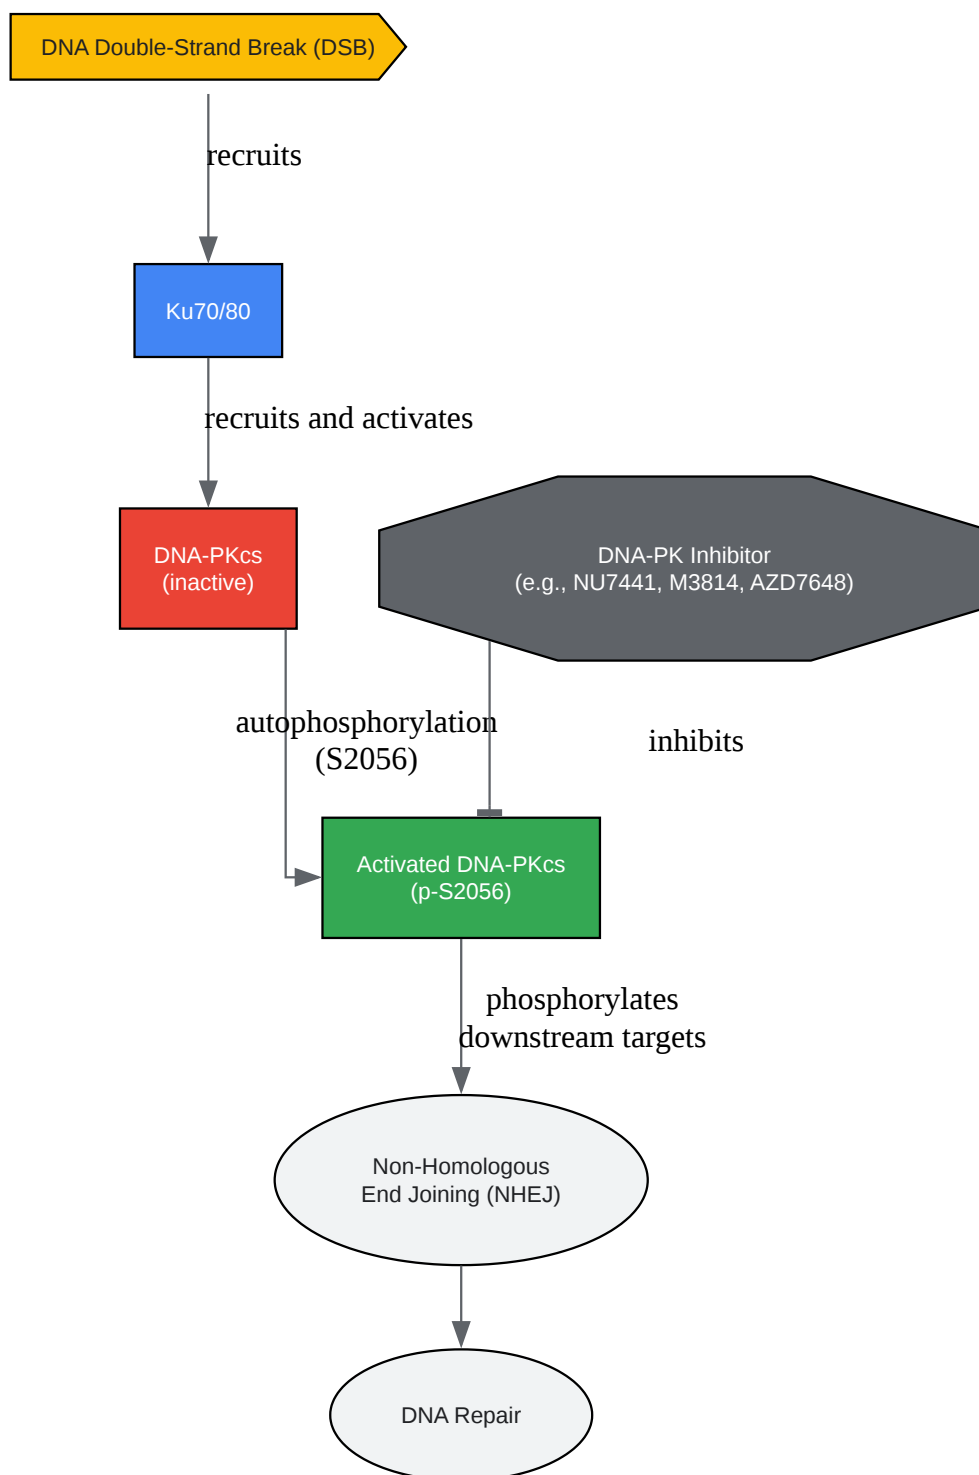 DNA Double-Strand Break (DSB)
recruits
Ku70/80
recruits and activates
DNA-PKcs
(inactive)
DNA-PK Inhibitor
(e.g., NU7441, M3814, AZD7648)
autophosphorylation
(S2056)
inhibits
Activated DNA-PKcs
(p-S2056)
phosphorylates
downstream targets
Non-Homologous
End Joining (NHEJ)
DNA Repair